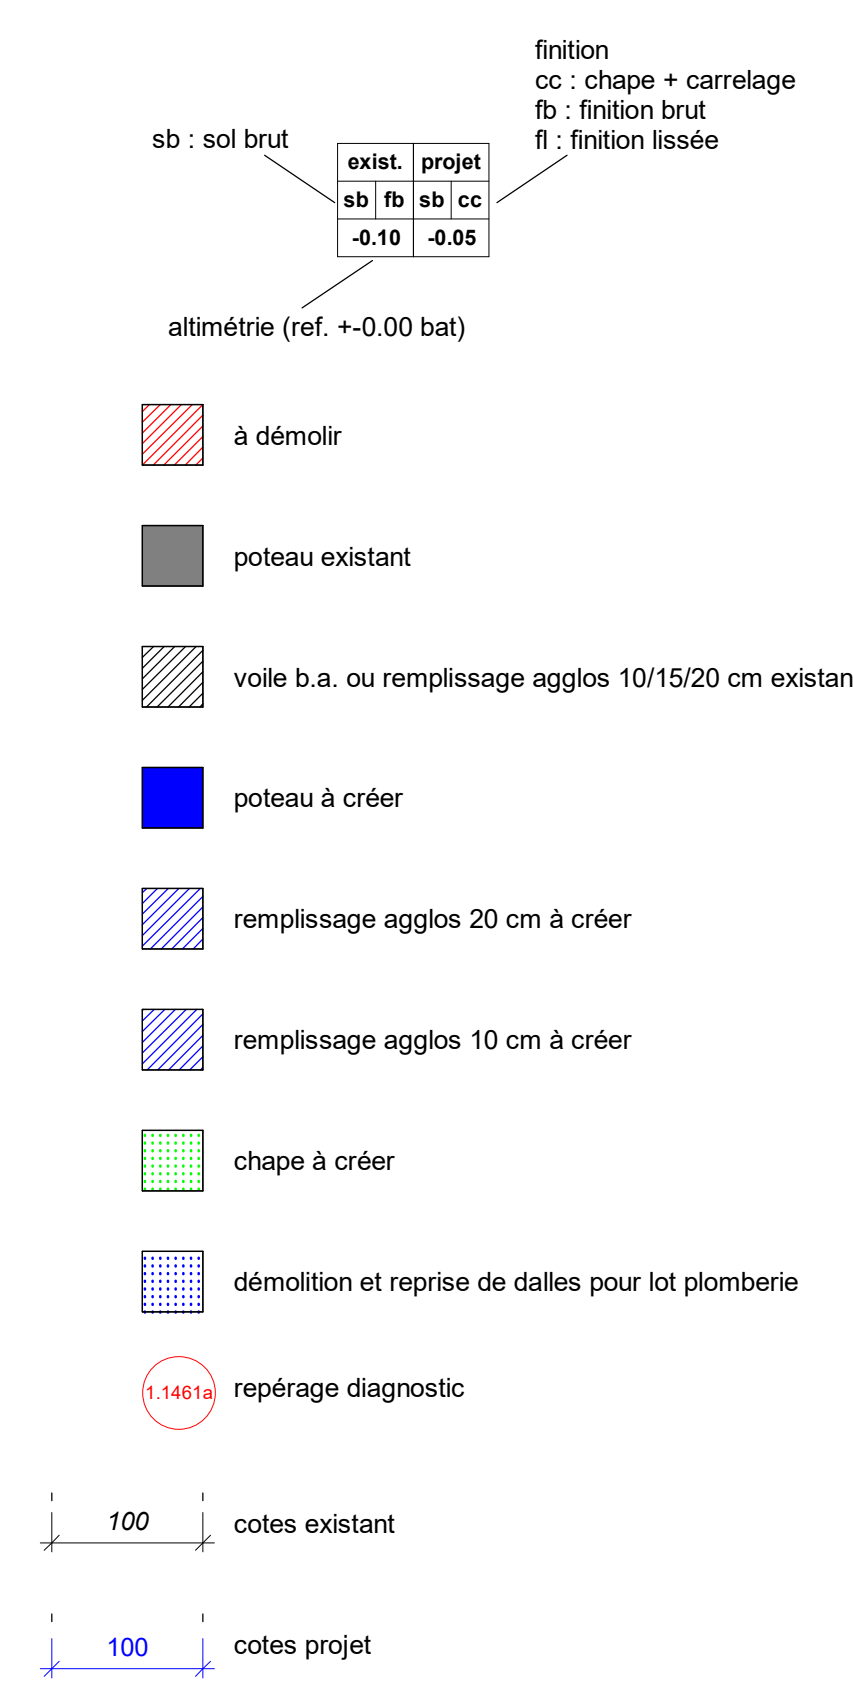 finition
cc : chape + carrelage
fb : finition brut
fl : finition lissée
sb : sol brut
exist. projet
sb fb sb cc
-0.10 -0.05
altimétrie (ref. +-0.00 bat)
à démolir
poteau existant
voile b.a. ou remplissage agglos 10/15/20 cm existan
poteau à créer
remplissage agglos 20 cm à créer
remplissage agglos 10 cm à créer
chape à créer
démolition et reprise de dalles pour lot plomberie
1.1461a repérage diagnostic
100 cotes existant
100 cotes projet